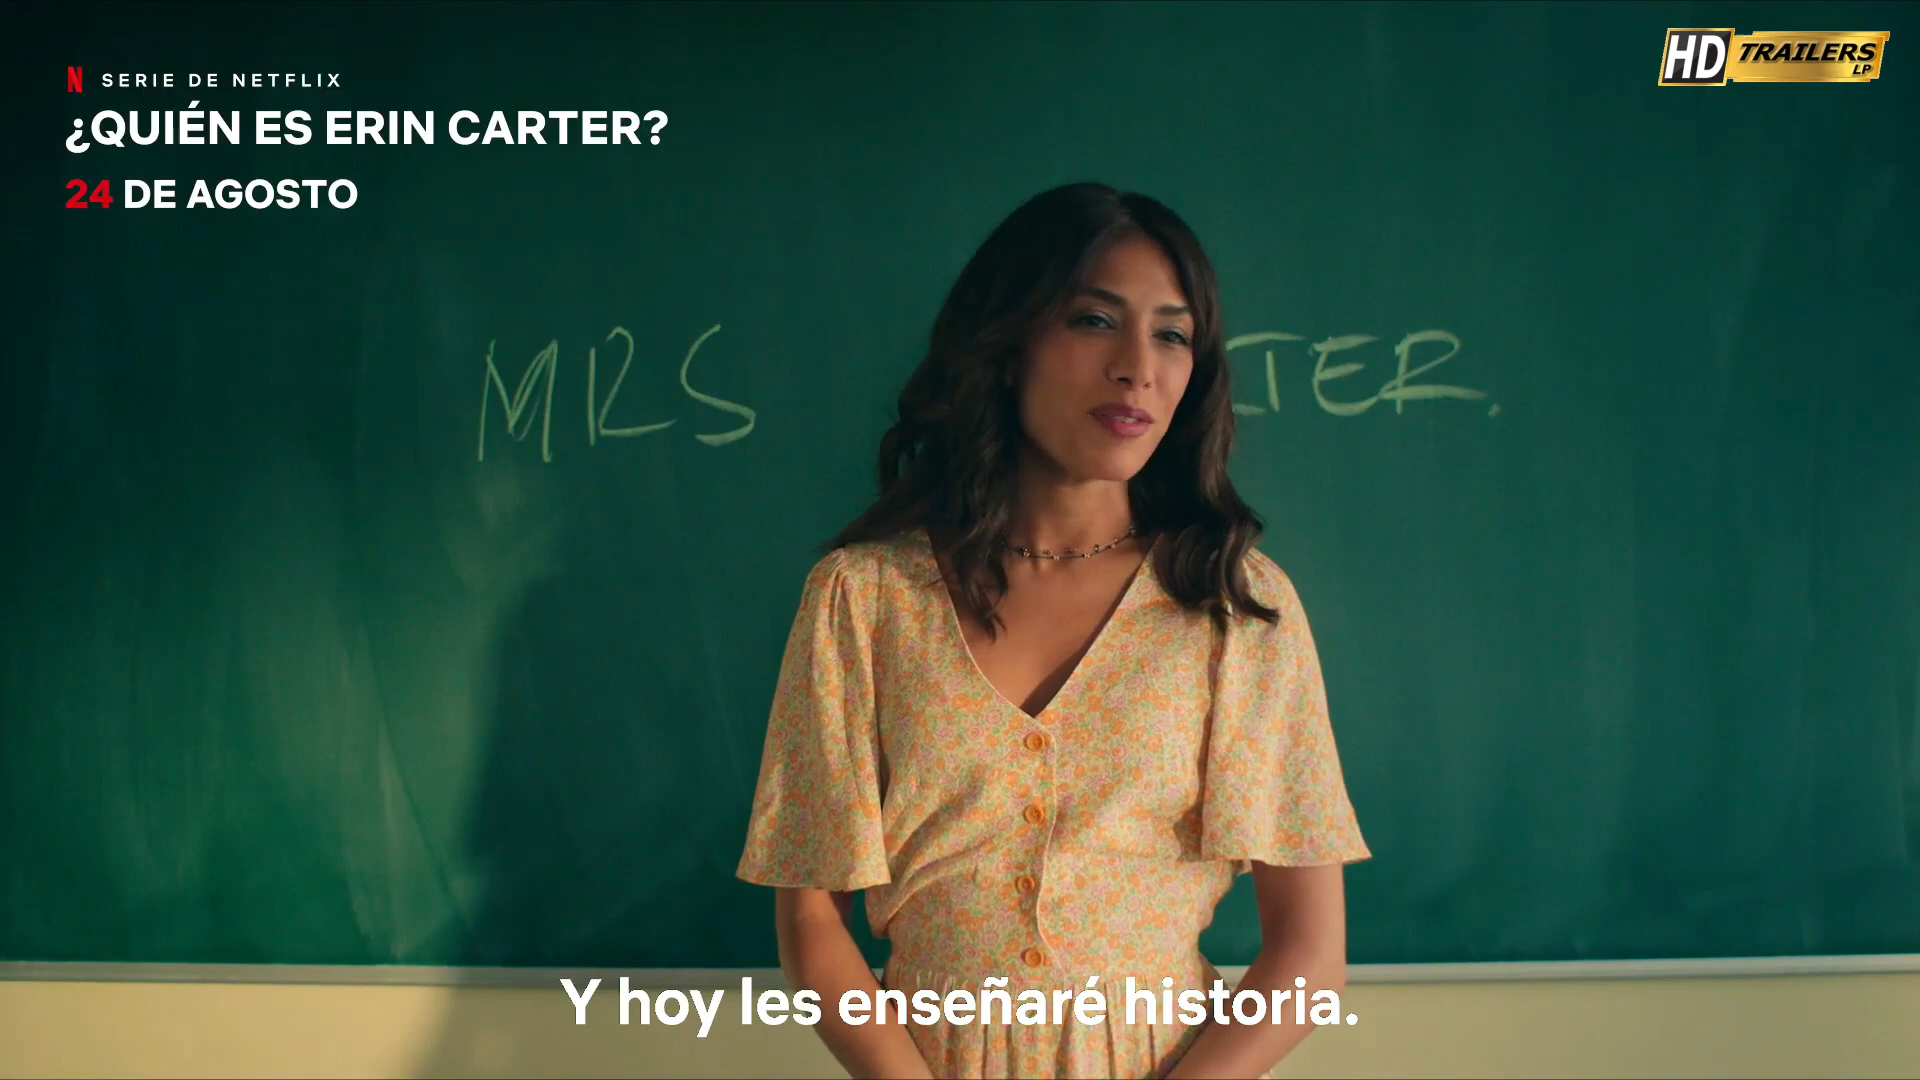 N SERIE DE NETFLIX
¿QUIÉN ES ERIN CARTER?
24 DE AGOSTO
HD TRAILERS LP
MRS TER.
Y hoy les enseñaré historia.